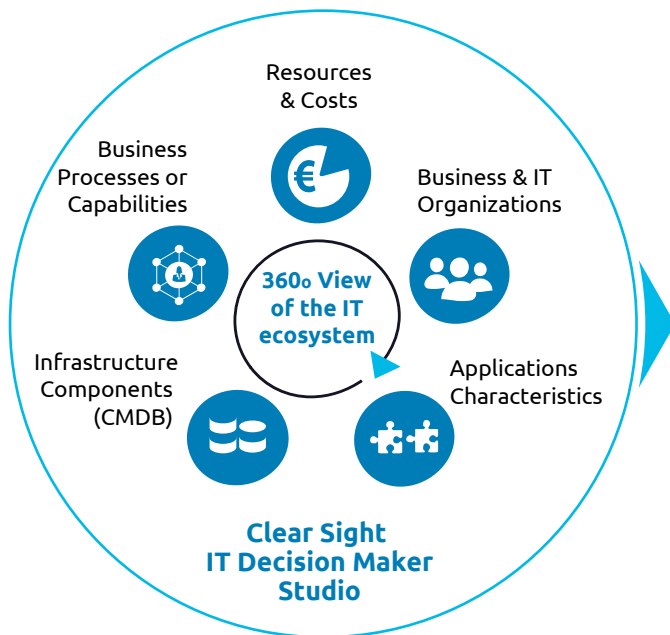 Resources
& Costs
Business
Processes or
Capabilities
Business & IT
Organizations
€
360o View
of the IT
ecosystem
Infrastructure
Components
(CMDB)
Applications
Characteristics
Clear Sight
IT Decision Maker
Studio